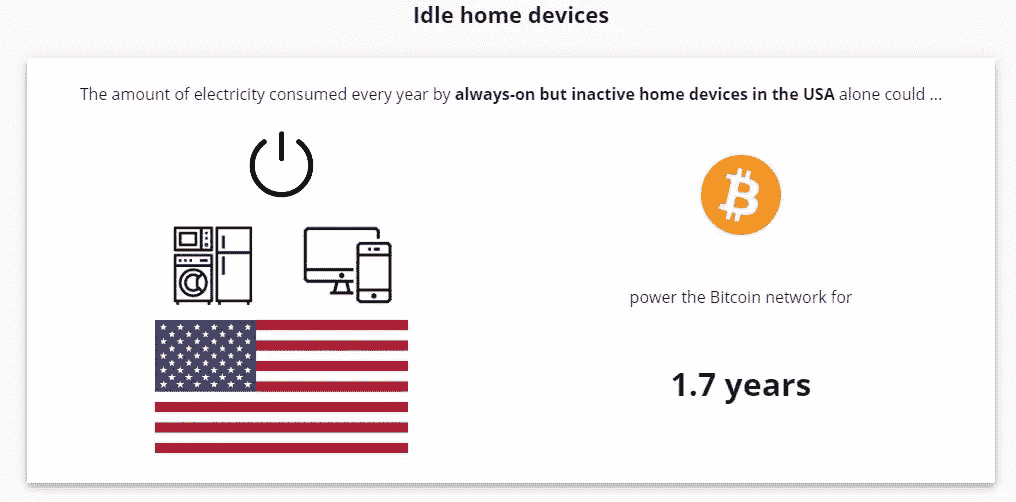 Idle home devices
The amount of electricity consumed every year by always-on but inactive home devices in the USA alone could ...
power the Bitcoin network for
1.7 years